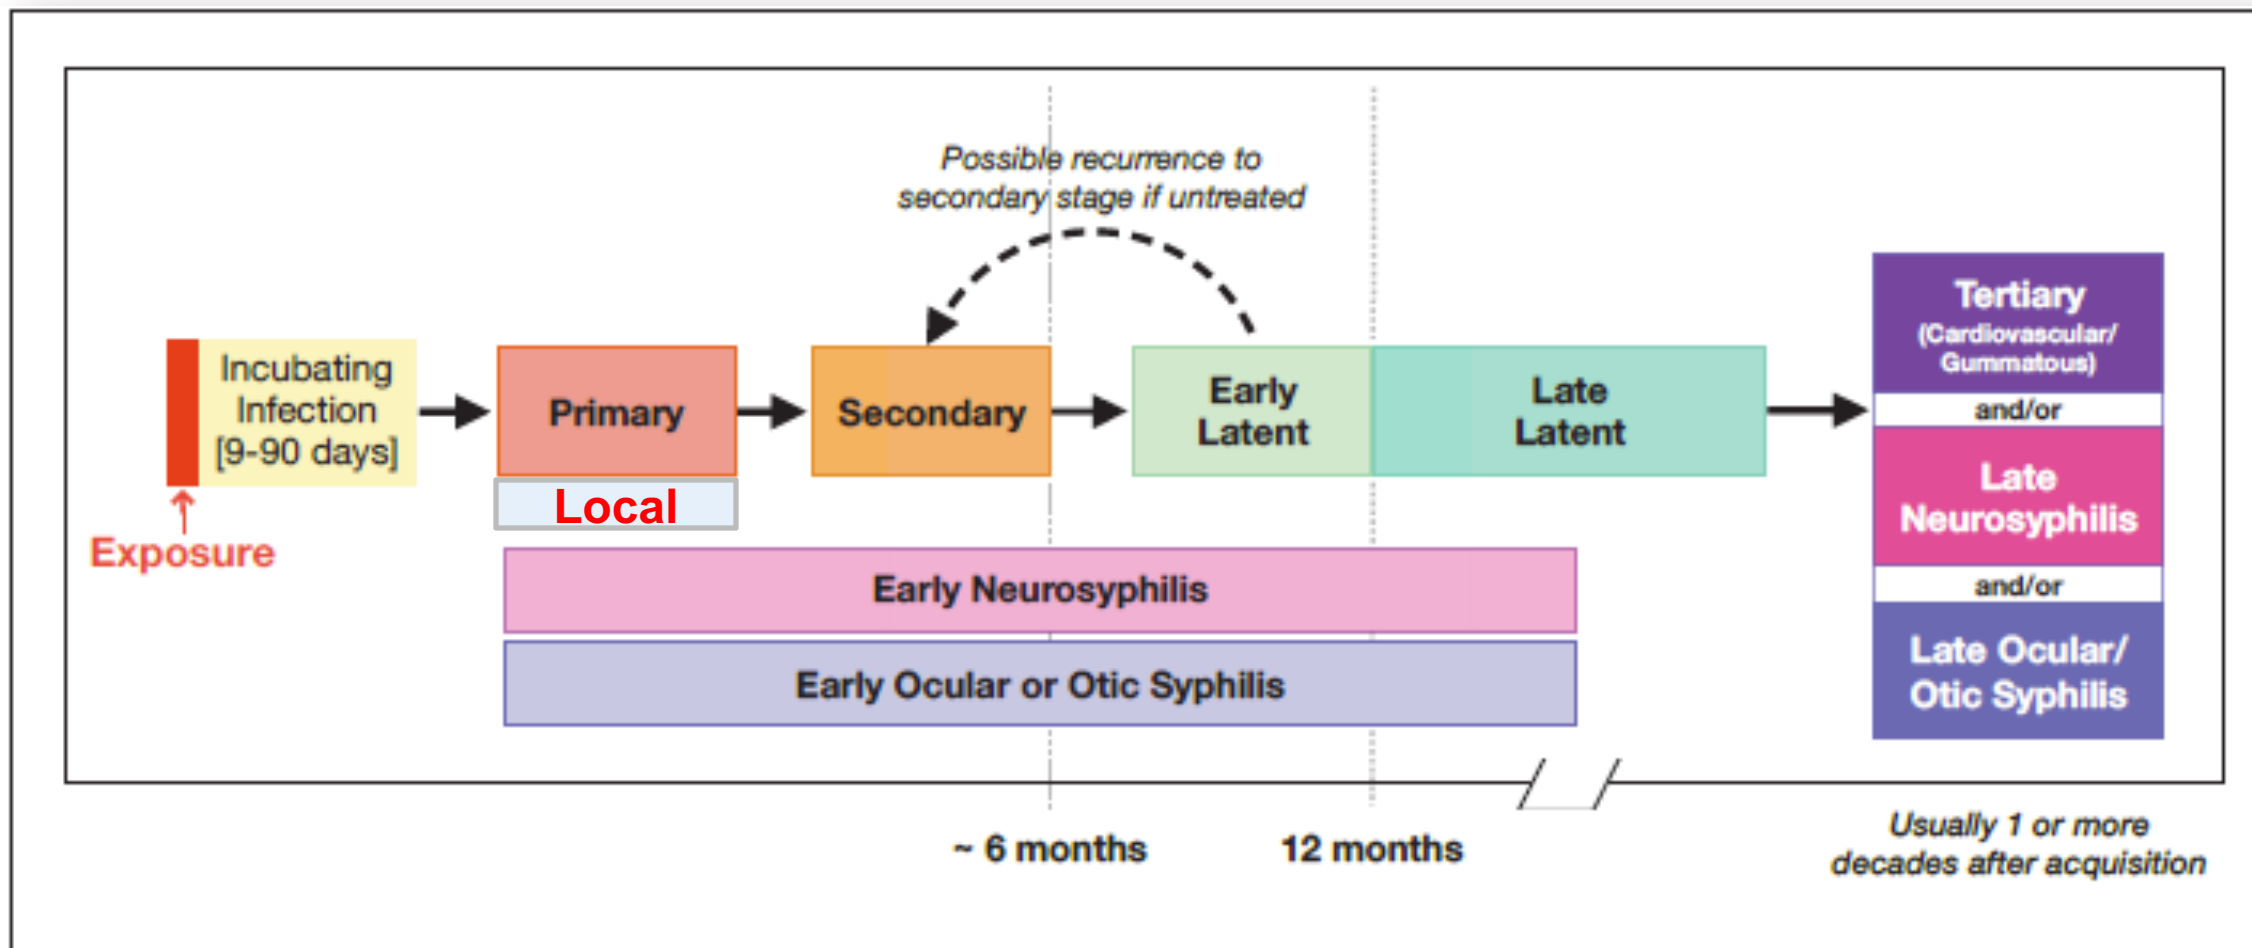 Possible recurrence to
secondary stage if untreated
Incubating
Infection
[9-90 days]
Exposure
Primary
Local
Secondary
Early
Latent
Late
Latent
Tertiary
(Cardiovascular/
Gummatous)
and/or
Late
Neurosyphilis
and/or
Late Ocular/
Otic Syphilis
Early Neurosyphilis
Early Ocular or Otic Syphilis
~ 6 months
12 months
Usually 1 or more
decades after acquisition